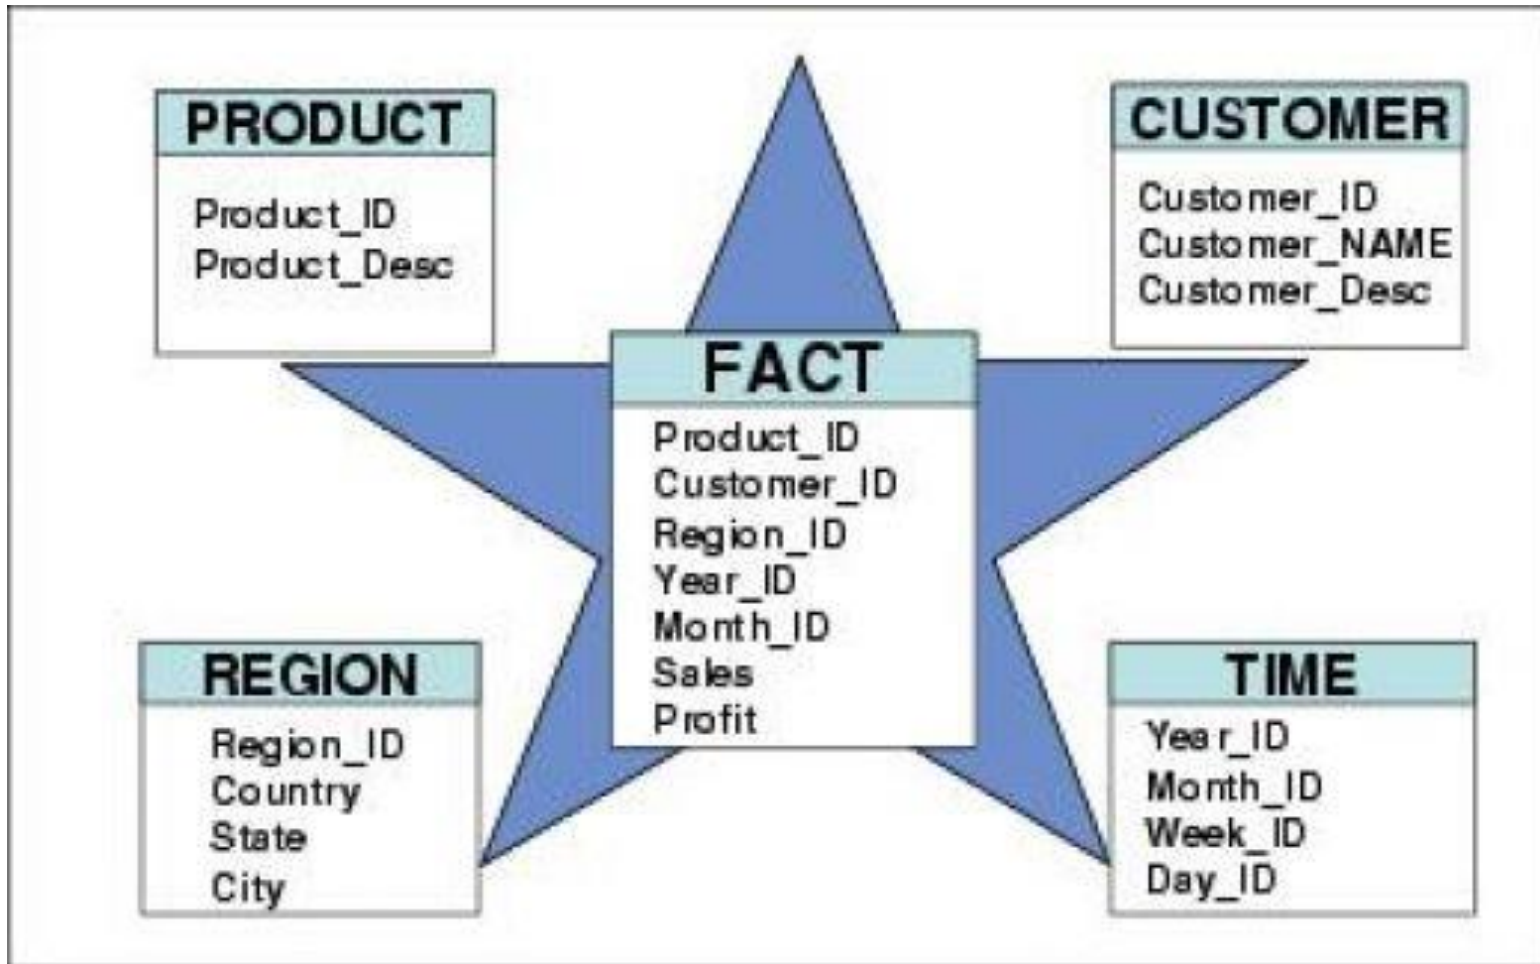 PRODUCT
Product_ID
Product_Desc
CUSTOMER
Customer_ID
Customer_NAME
Customer_Desc
FACT
Product_ID
Customer_ID
Region_ID
Year_ID
Month_ID
Sales
Profit
REGION
Region_ID
Country
State
City
TIME
Year_ID
Month_ID
Week_ID
Day_ID